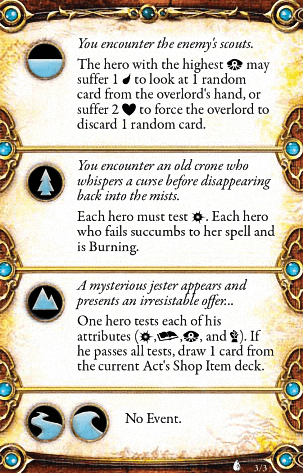 You encounter the enemy's scouts.
The hero with the highest may
suffer 1 to look at 1 random
card from the overlord's hand, or
suffer 2 to force the overlord to
discard 1 random card.
You encounter an old crone who
whispers a curse before disappearing
back into the mists.
Each hero must test . Each hero
who fails succumbs to her spell and
is Burning.
A mysterious jester appears and
presents an irresistable offer...
One hero tests each of his
attributes ( , , , and ). If
he passes all tests, draw 1 card from
the current Act's Shop Item deck.
No Event.
3/3